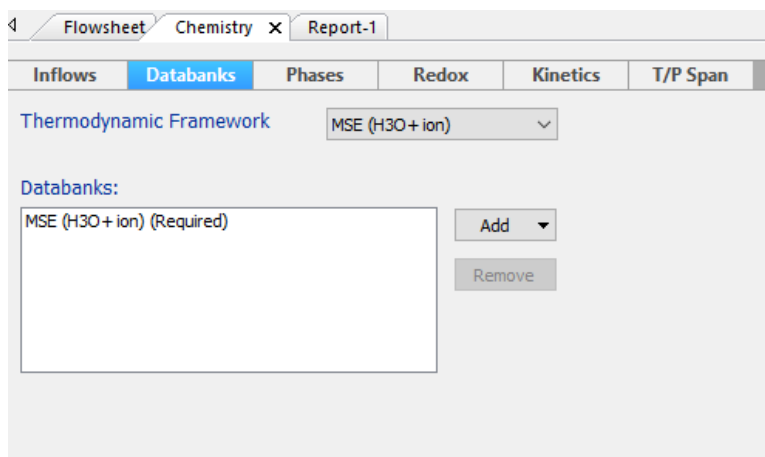 Flowsheet Chemistry X Report-1
Inflows Databanks Phases Redox Kinetics T/P Span
Thermodynamic Framework MSE (H3O+ion)
Databanks:
MSE (H3O+ion) (Required)
Add
Remove